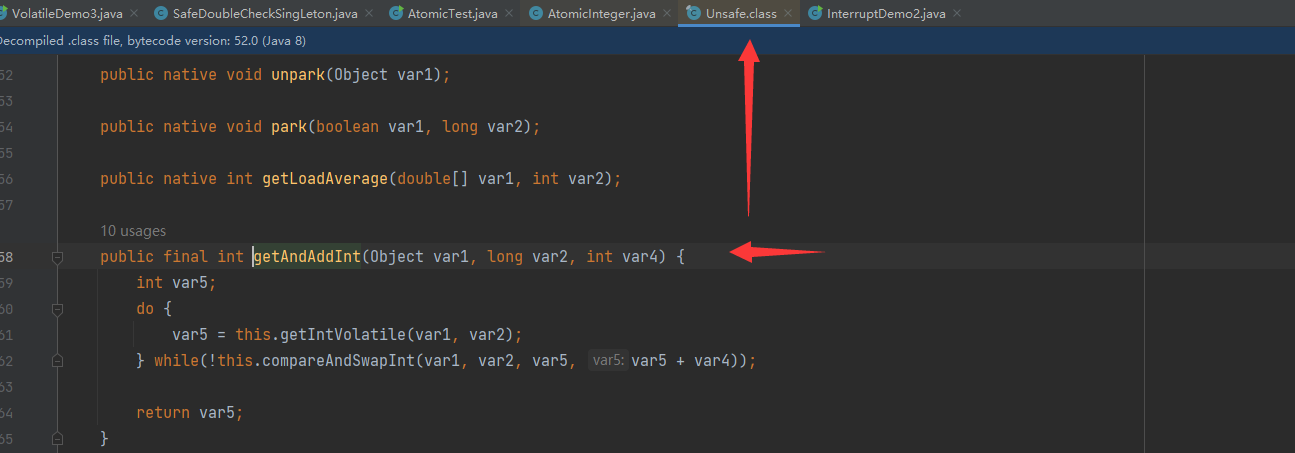 VolatileDemo3.java × SafeDoubleCheckSingLeton.java × AtomicTest.java × AtomicInteger.java × Unsafe.class × InterruptDemo2.java ×
Decompiled .class file, bytecode version: 52.0 (Java 8)
52 public native void unpark(Object var1);
53
54 public native void park(boolean var1, long var2);
55
56 public native int getLoadAverage(double[] var1, int var2);
57
10 usages
58 public final int getAndAddInt(Object var1, long var2, int var4) {
59 int var5;
60 do {
61 var5 = this.getIntVolatile(var1, var2);
62 } while(!this.compareAndSwapInt(var1, var2, var5, var5: var5 + var4));
63
64 return var5;
65 }